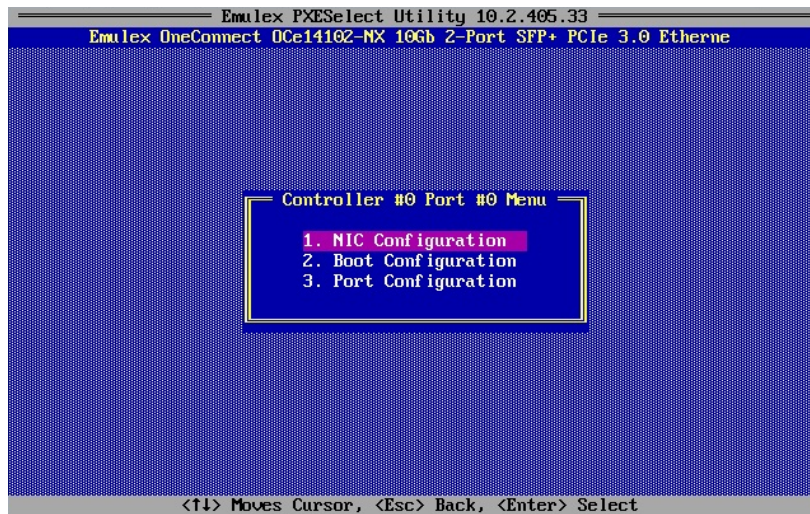 Emulex PXESelect Utility 10.2.405.33
Emulex OneConnect OCe14102-NX 10Gb 2-Port SFP+ PCIe 3.0 Etherne
Controller #0 Port #0 Menu
1. NIC Configuration
2. Boot Configuration
3. Port Configuration
<↑↓> Moves Cursor, <Esc> Back, <Enter> Select